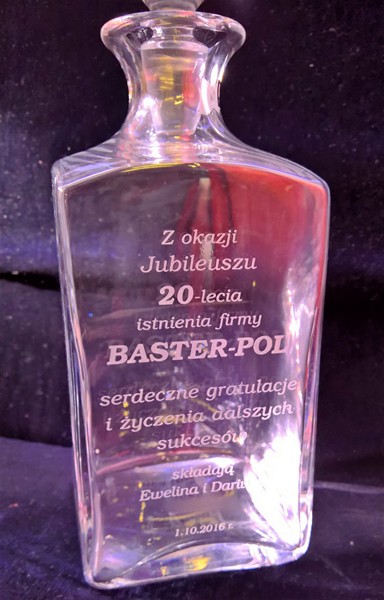 Z okazji
Jubileuszu
20-lecia
istnienia firmy
BASTER-POL
serdeczne gratulacje
i życzenia dalszych
sukcesów
składają
Ewelina i
1.10.2016 r.